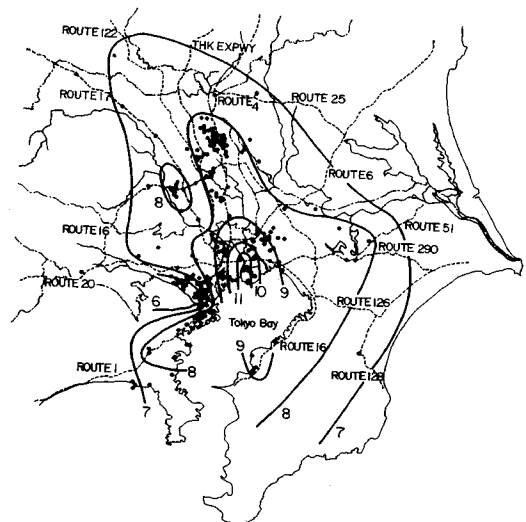 ROUTE 122
THK EXPWY
ROUTE 17
ROUTE 4
ROUTE 25
ROUTE 6
8
ROUTE 51
ROUTE 16
9
ROUTE 290
ROUTE 20
6
11
10
9
ROUTE 126
Tokyo Bay
9
ROUTE 16
ROUTE 1
8
ROUTE 128
7
8
7